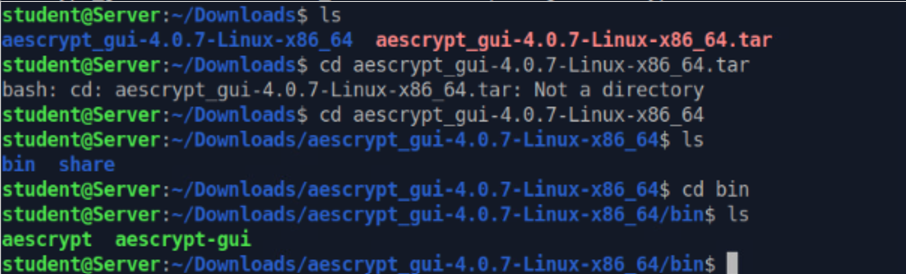 student@Server:~/Downloads$ ls
aescrypt_gui-4.0.7-Linux-x86_64  aescrypt_gui-4.0.7-Linux-x86_64.tar
student@Server:~/Downloads$ cd aescrypt_gui-4.0.7-Linux-x86_64.tar
bash: cd: aescrypt_gui-4.0.7-Linux-x86_64.tar: Not a directory
student@Server:~/Downloads$ cd aescrypt_gui-4.0.7-Linux-x86_64
student@Server:~/Downloads/aescrypt_gui-4.0.7-Linux-x86_64$ ls
bin  share
student@Server:~/Downloads/aescrypt_gui-4.0.7-Linux-x86_64$ cd bin
student@Server:~/Downloads/aescrypt_gui-4.0.7-Linux-x86_64/bin$ ls
aescrypt  aescrypt-gui
student@Server:~/Downloads/aescrypt_gui-4.0.7-Linux-x86_64/bin$